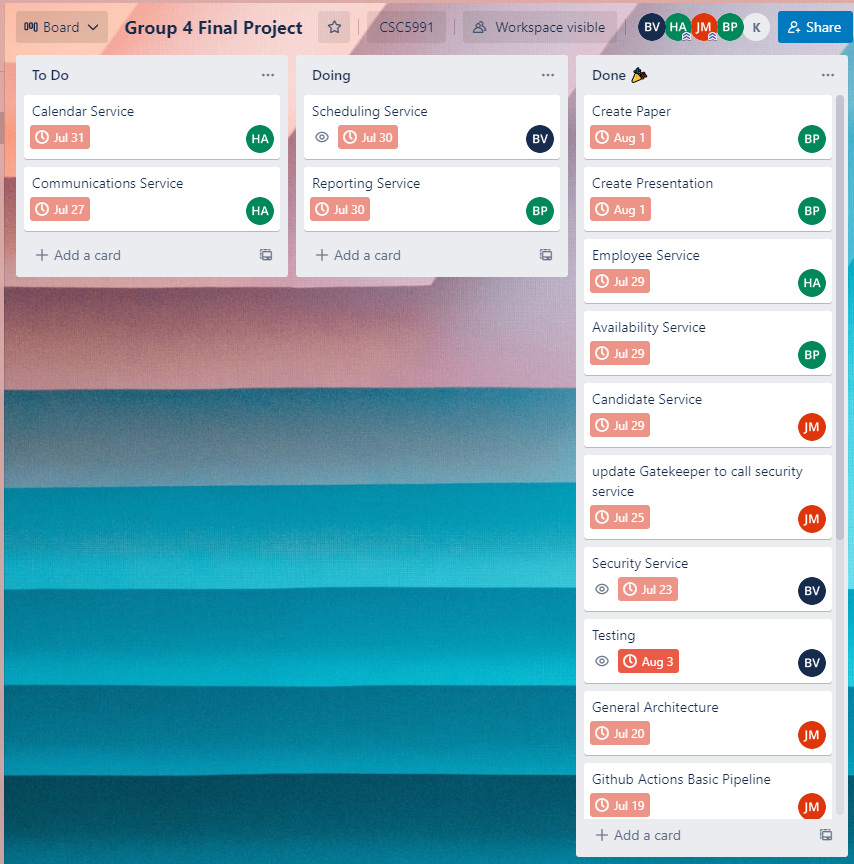 Board
Group 4 Final Project
CSC5991
Workspace visible
BV
HA
JM
BP
K
Share
To Do
Calendar Service
Jul 31
HA
Communications Service
Jul 27
HA
+ Add a card
Doing
Scheduling Service
Jul 30
BV
Reporting Service
Jul 30
BP
+ Add a card
Done 🎉
Create Paper
Aug 1
BP
Create Presentation
Aug 1
BP
Employee Service
Jul 29
HA
Availability Service
Jul 29
BP
Candidate Service
Jul 29
JM
update Gatekeeper to call security
service
Jul 25
JM
Security Service
Jul 23
BV
Testing
Aug 3
BV
General Architecture
Jul 20
JM
Github Actions Basic Pipeline
Jul 19
JM
+ Add a card